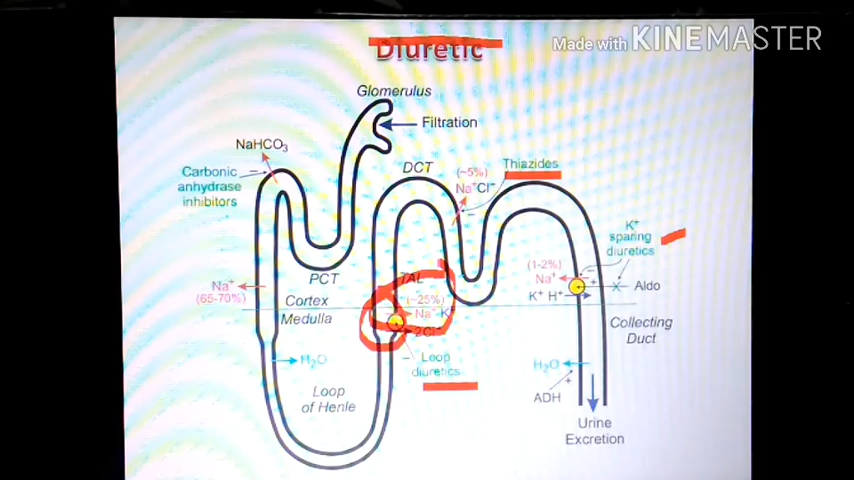 Made with KINEMASTER
Diuretic
Glomerulus
Filtration
NaHCO₃
Carbonic
anhydrase
inhibitors
DCT
(~5%)
Na⁺Cl⁻
Thiazides
K⁺
sparing
diuretics
PCT
TAL
(1-2%)
Na⁺
Aldo
K⁺ H⁺
Na⁺
(65-70%)
Cortex
Medulla
(~25%)
Na⁺ K⁺
2Cl⁻
Collecting
Duct
H₂O
Loop
diuretics
H₂O
ADH
Loop
of Henle
Urine
Excretion